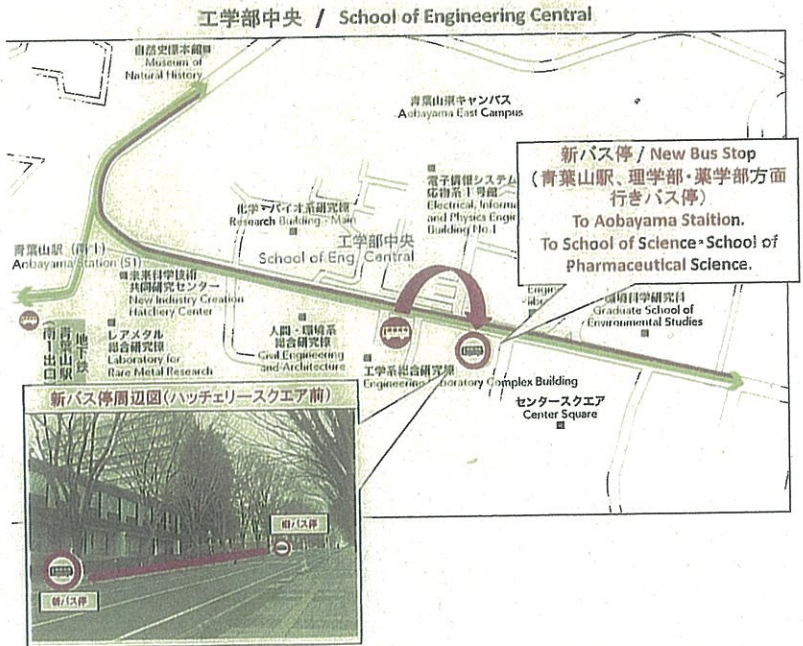 工学部中央 / School of Engineering Central
自然史標本館
Museum of
Natural History
青葉山東キャンパス
Aobayama East Campus
新バス停 / New Bus Stop
(青葉山駅、理学部・薬学部方面
行きバス停)
To Aobayama Staition.
To School of Science・School of
Pharmaceutical Science.
電子情報システム
応物系1号館
Electrical, Informa
and Physics Engir
Building No.1
化学・バイオ系研究棟
Research Building - Main
工学部中央
School of Eng. Central
青葉山駅 (南1)
Aobayama Station (S1)
未来科学技術
共同研究センター
New Industry Creation
Hatchery Center
環境科学研究科
Graduate School of
Environmental Studies
地下鉄
青葉山駅
(南1出口
レアメタル
総合研究棟
Laboratory for
Rare Metal Research
人間・環境系
総合研究棟
Civil Engineering
and Architecture
工学系総合研究棟
Engineering Laboratory Complex Building
センタースクエア
Center Square
新バス停周辺図(ハッチェリースクエア前)
旧バス停
新バス停